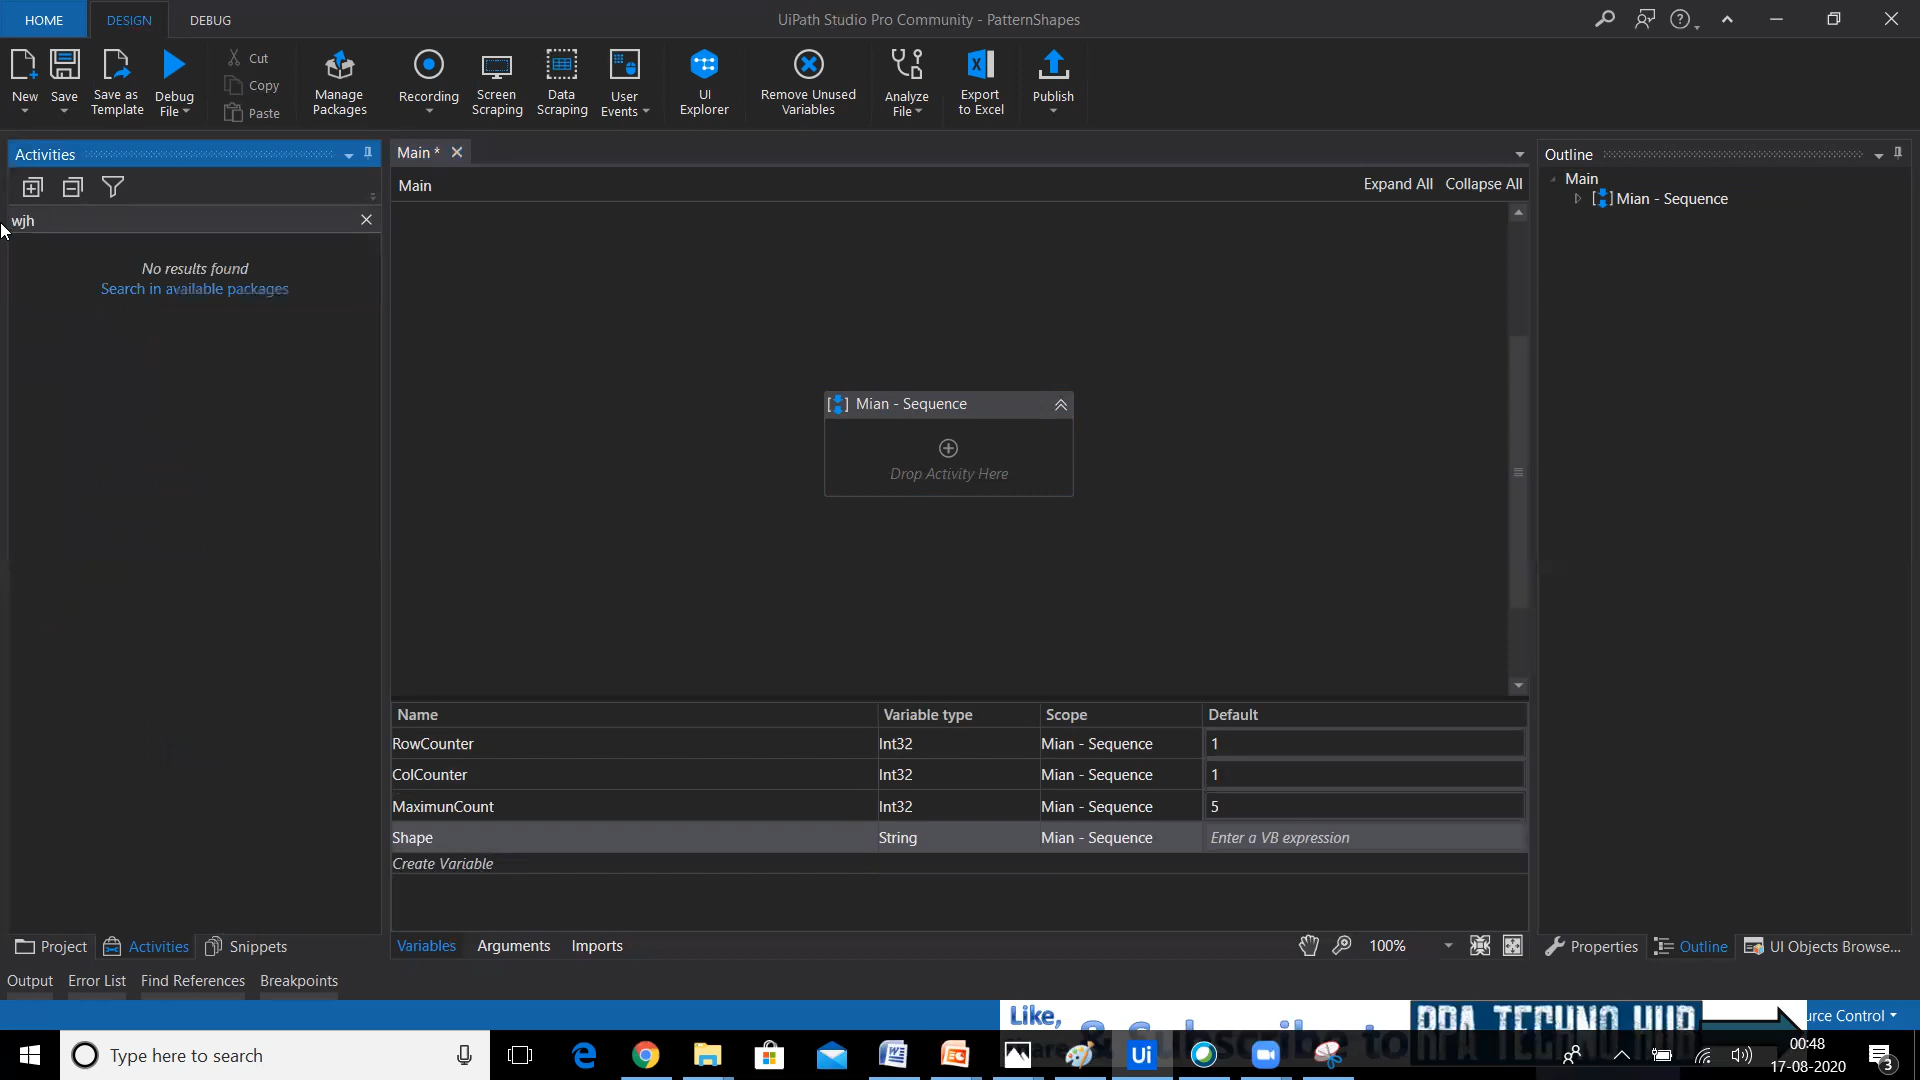 HOME DESIGN DEBUG
UiPath Studio Pro Community - PatternShapes
New
Save
Save as Template
Debug File
Cut
Copy
Paste
Manage Packages
Recording
Screen Scraping
Data Scraping
User Events
UI Explorer
Remove Unused Variables
Analyze File
Export to Excel
Publish
Activities
wjh
No results found
Search in available packages
Main *
Main
Expand All Collapse All
Mian - Sequence
Drop Activity Here
Outline
Main
Mian - Sequence
Name Variable type Scope Default
RowCounter Int32 Mian - Sequence 1
ColCounter Int32 Mian - Sequence 1
MaximunCount Int32 Mian - Sequence 5
Shape String Mian - Sequence Enter a VB expression
Create Variable
Project Activities Snippets
Variables Arguments Imports
100%
Properties Outline UI Objects Browse...
Output Error List Find References Breakpoints
Like,
& Subscribe to
RPA TECHNO HUB
urce Control
Type here to search
00:48
17-08-2020
3